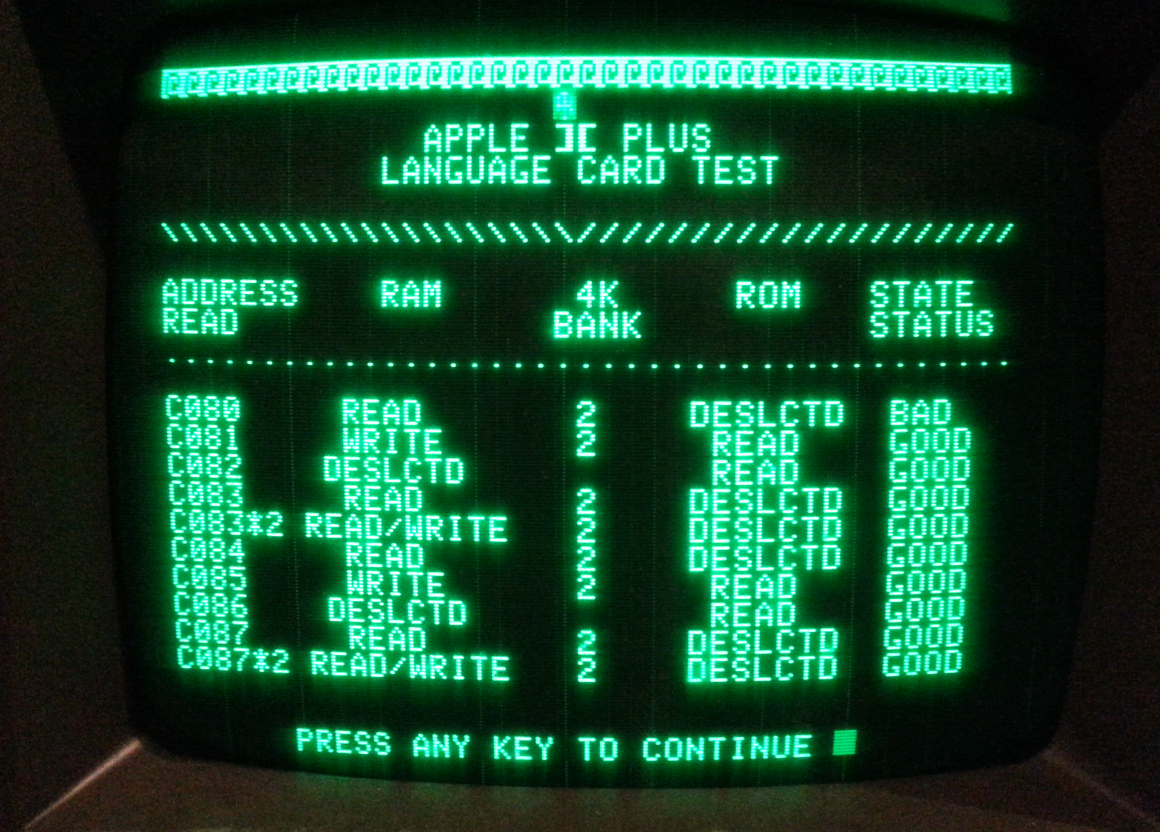 APPLE ][ PLUS
LANGUAGE CARD TEST
ADDRESS RAM 4K ROM STATE
READ BANK STATUS
C080 READ 2 DESLCTD BAD
C081 WRITE 2 READ GOOD
C082 DESLCTD READ GOOD
C083 READ 2 DESLCTD GOOD
C083*2 READ/WRITE 2 DESLCTD GOOD
C084 READ 2 DESLCTD GOOD
C085 WRITE 2 READ GOOD
C086 DESLCTD READ GOOD
C087 READ 2 DESLCTD GOOD
C087*2 READ/WRITE 2 DESLCTD GOOD
PRESS ANY KEY TO CONTINUE